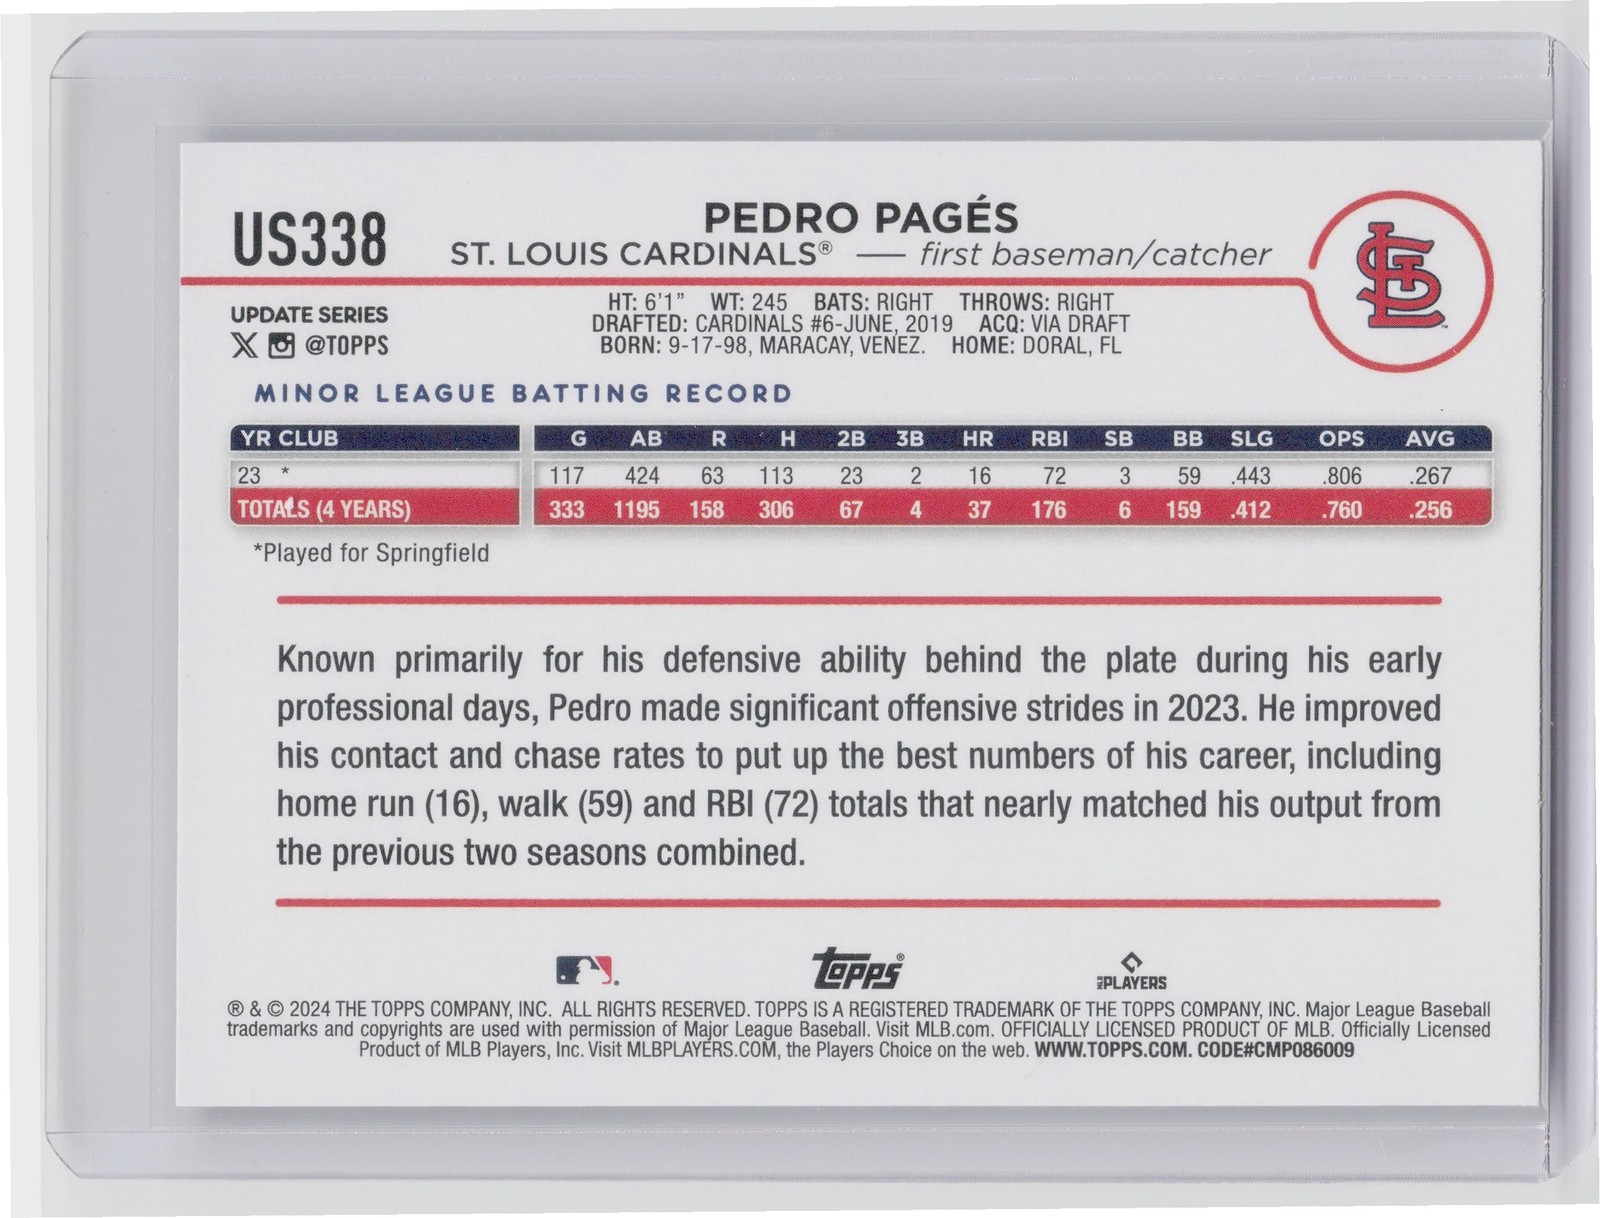 US338
PEDRO PAGÉS
ST. LOUIS CARDINALS® — first baseman/catcher
UPDATE SERIES
@TOPPS
HT: 6'1" WT: 245 BATS: RIGHT THROWS: RIGHT
DRAFTED: CARDINALS #6-JUNE, 2019 ACQ: VIA DRAFT
BORN: 9-17-98, MARACAY, VENEZ. HOME: DORAL, FL
STL
MINOR LEAGUE BATTING RECORD
YR CLUB G AB R H 2B 3B HR RBI SB BB SLG OPS AVG
23 * 117 424 63 113 23 2 16 72 3 59 .443 .806 .267
TOTALS (4 YEARS) 333 1195 158 306 67 4 37 176 6 159 .412 .760 .256
*Played for Springfield
Known primarily for his defensive ability behind the plate during his early
professional days, Pedro made significant offensive strides in 2023. He improved
his contact and chase rates to put up the best numbers of his career, including
home run (16), walk (59) and RBI (72) totals that nearly matched his output from
the previous two seasons combined.
topps® PLAYERS
® & © 2024 THE TOPPS COMPANY, INC. ALL RIGHTS RESERVED. TOPPS IS A REGISTERED TRADEMARK OF THE TOPPS COMPANY, INC. Major League Baseball
trademarks and copyrights are used with permission of Major League Baseball. Visit MLB.com. OFFICIALLY LICENSED PRODUCT OF MLB. Officially Licensed
Product of MLB Players, Inc. Visit MLBPLAYERS.COM, the Players Choice on the web. WWW.TOPPS.COM. CODE#CMP086009